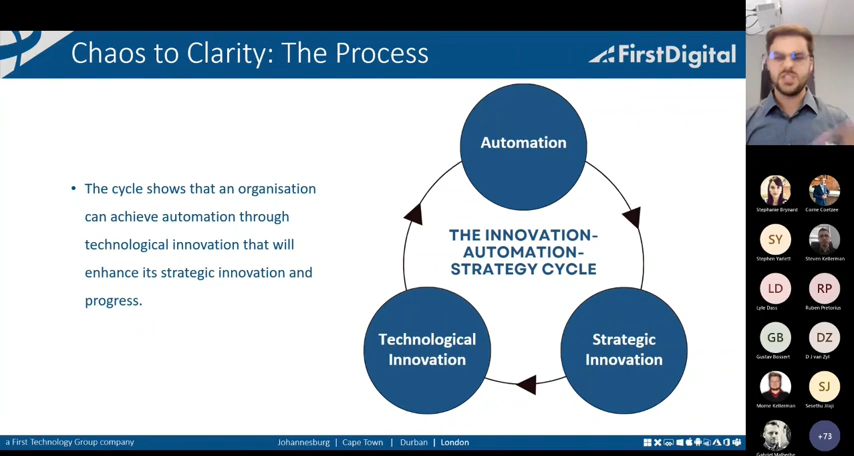 Chaos to Clarity: The Process
FirstDigital
Automation
• The cycle shows that an organisation
can achieve automation through
technological innovation that will
enhance its strategic innovation and
progress.
THE INNOVATION-
AUTOMATION-
STRATEGY CYCLE
Technological
Innovation
Strategic
Innovation
a First Technology Group company
Johannesburg | Cape Town | Durban | London
Stephanie Brynard
Corne Coetzee
SY
Stephen Yarrett
Steven Kellerman
LD
Lyle Dass
RP
Ruben Pretorius
GB
Gustav Bossert
DZ
D J van Zyl
Morne Kellerman
SJ
+73
Gabriel Malherbe